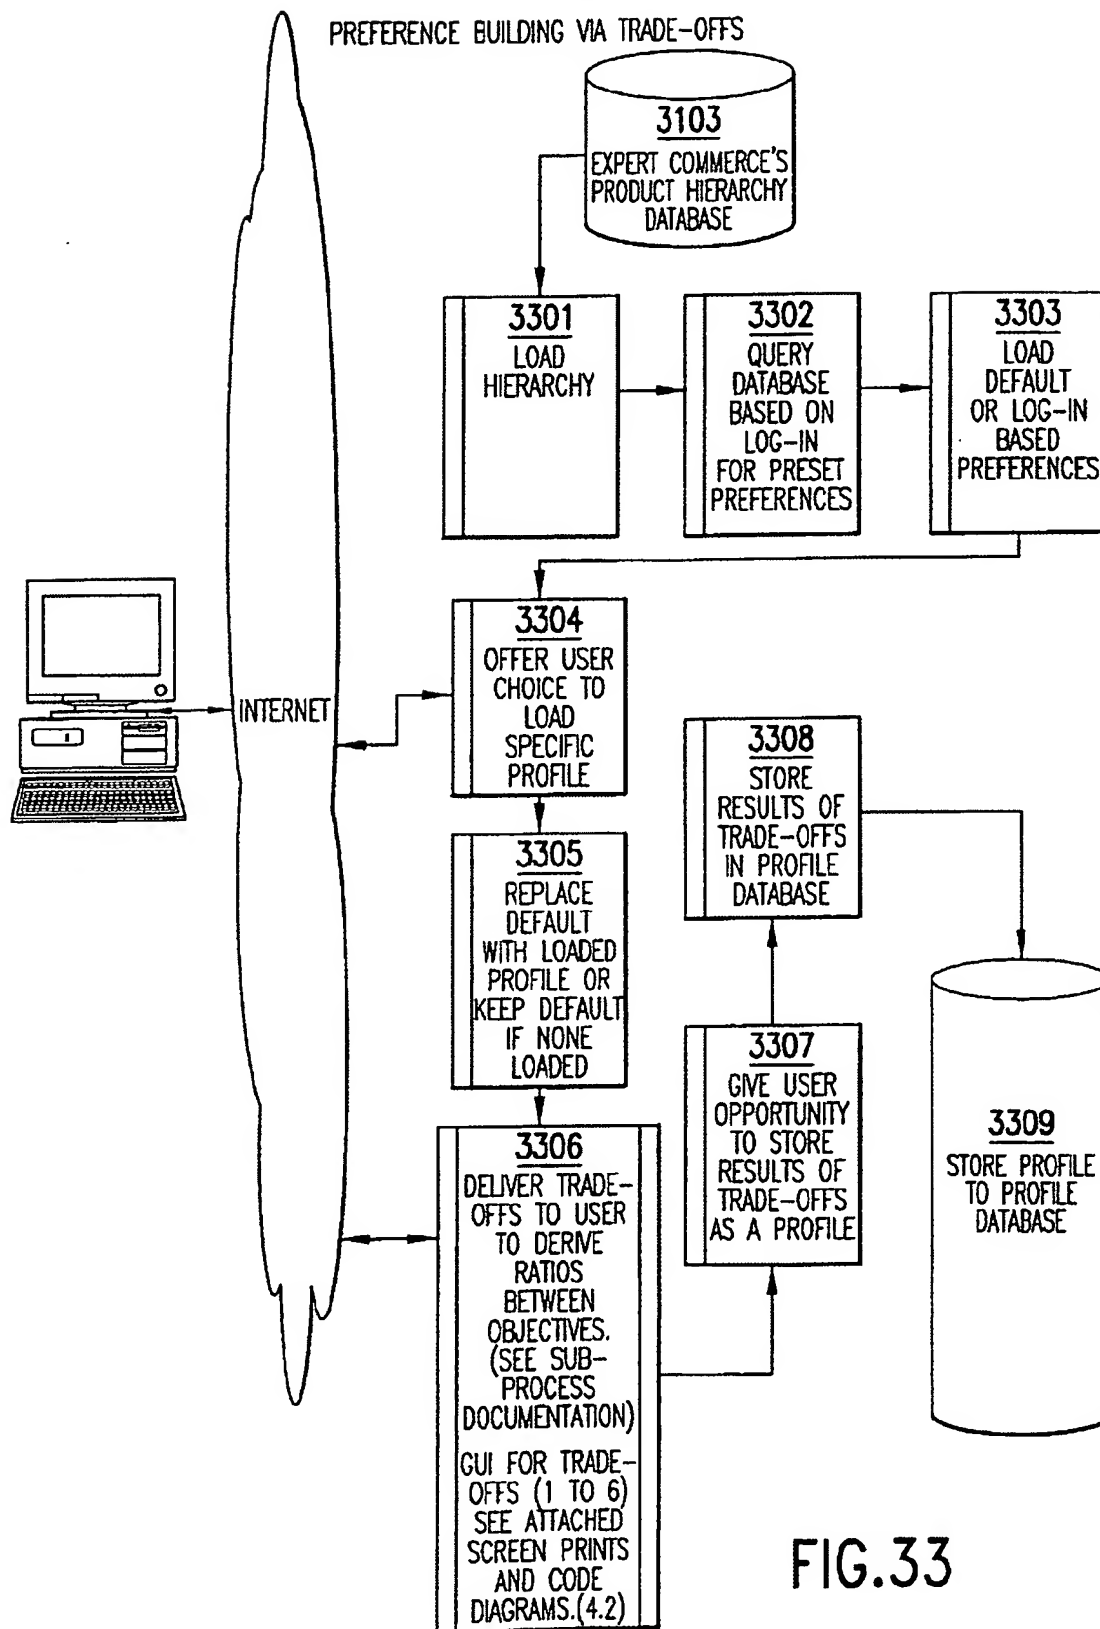 PREFERENCE BUILDING VIA TRADE-OFFS
3103
EXPERT COMMERCE'S
PRODUCT HIERARCHY
DATABASE
3301
LOAD
HIERARCHY
3302
QUERY
DATABASE
BASED ON
LOG-IN
FOR PRESET
PREFERENCES
3303
LOAD
DEFAULT
OR LOG-IN
BASED
PREFERENCES
3304
OFFER USER
CHOICE TO
LOAD
SPECIFIC
PROFILE
INTERNET
3305
REPLACE
DEFAULT
WITH LOADED
PROFILE OR
KEEP DEFAULT
IF NONE
LOADED
3306
DELIVER TRADE-
OFFS TO USER
TO DERIVE
RATIOS
BETWEEN
OBJECTIVES.
(SEE SUB-
PROCESS
DOCUMENTATION)
GUI FOR TRADE-
OFFS (1 TO 6)
SEE ATTACHED
SCREEN PRINTS
AND CODE
DIAGRAMS.(4.2)
3307
GIVE USER
OPPORTUNITY
TO STORE
RESULTS OF
TRADE-OFFS
AS A PROFILE
3308
STORE
RESULTS OF
TRADE-OFFS
IN PROFILE
DATABASE
3309
STORE PROFILE
TO PROFILE
DATABASE
FIG.33